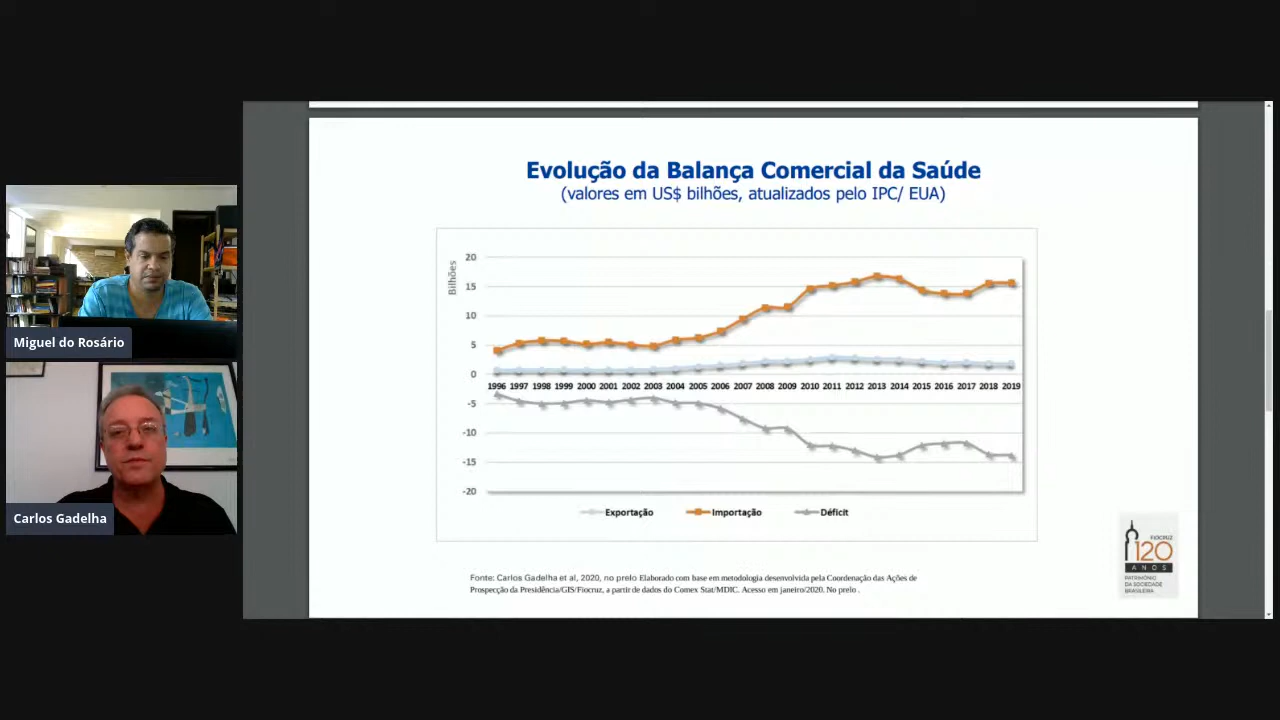 Evolução da Balança Comercial da Saúde
(valores em US$ bilhões, atualizados pelo IPC/ EUA)
Bilhões
20
15
10
5
0
1996 1997 1998 1999 2000 2001 2002 2003 2004 2005 2006 2007 2008 2009 2010 2011 2012 2013 2014 2015 2016 2017 2018 2019
-5
-10
-15
-20
Exportação Importação Déficit
Fonte: Carlos Gadelha et al, 2020, no prelo Elaborado com base em metodologia desenvolvida pela Coordenação das Ações de
Prospecção da Presidência/GIS/Fiocruz, a partir de dados do Comex Stat/MDIC. Acesso em janeiro/2020. No prelo .
FIOCRUZ
120
ANOS
PATRIMÔNIO
DA SOCIEDADE
BRASILEIRA
Miguel do Rosário
Carlos Gadelha